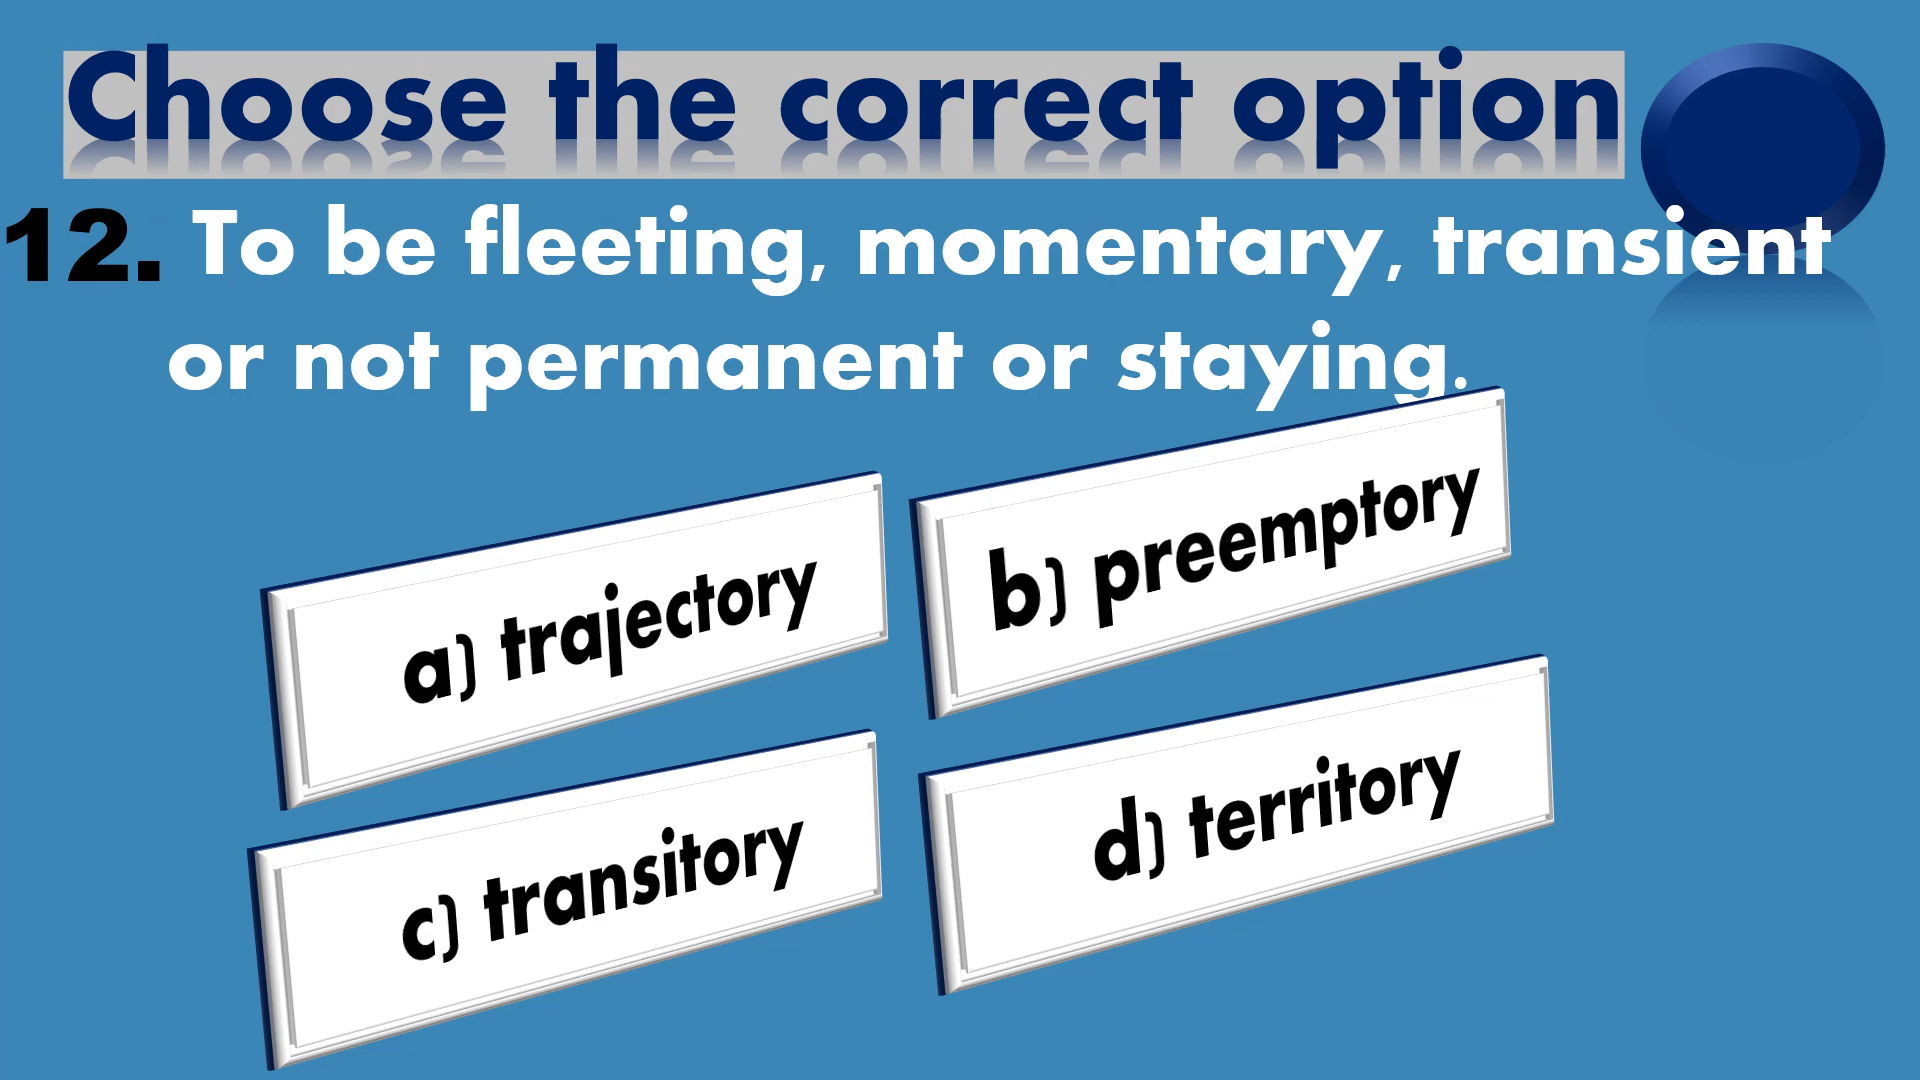 Choose the correct option
12. To be fleeting, momentary, transient
or not permanent or staying.
a) trajectory
b) preemptory
c) transitory
d) territory